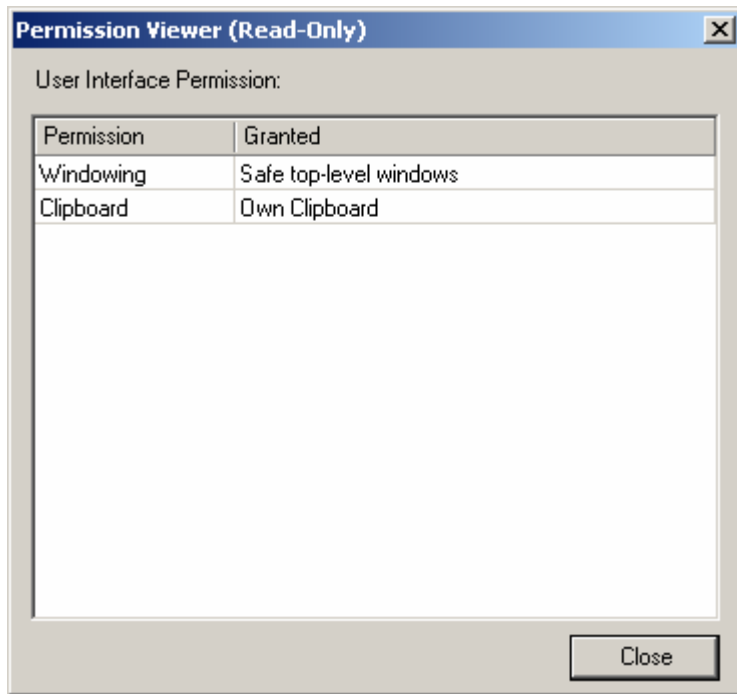 Permission Viewer (Read-Only)
User Interface Permission:
Permission Granted
Windowing Safe top-level windows
Clipboard Own Clipboard
Close